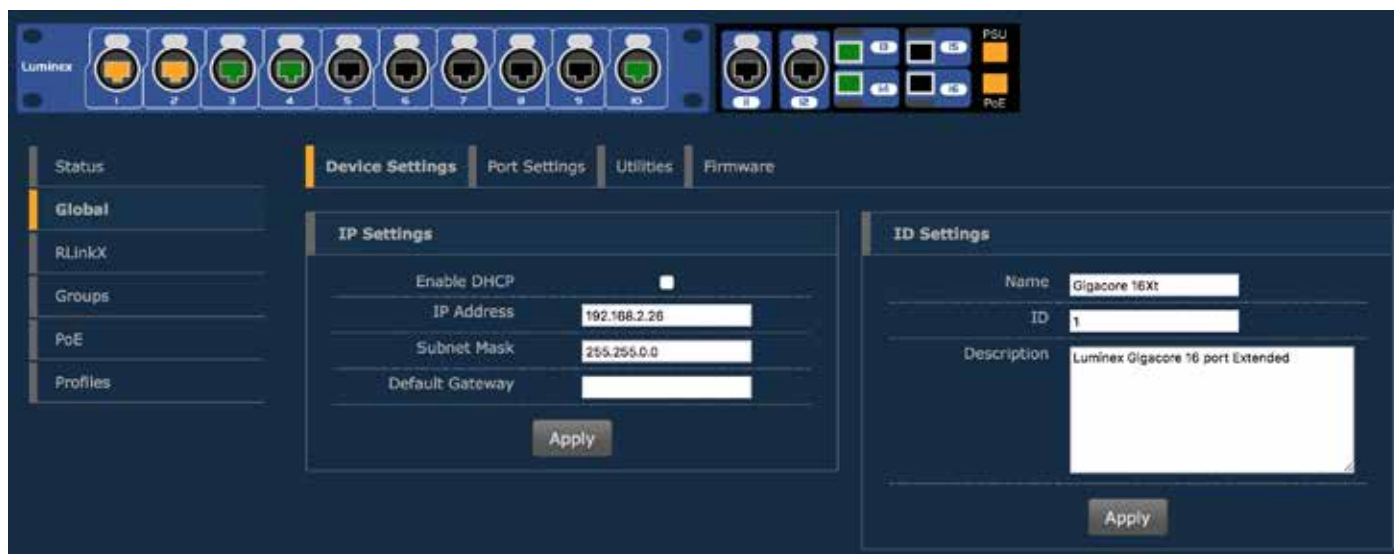 PSU
Luminex
13 15
14 16
1 2 3 4 5 6 7 8 9 10 11 12
PoE
Status
Global
RLinkX
Groups
PoE
Profiles
Device Settings Port Settings Utilities Firmware
IP Settings
Enable DHCP
IP Address 192.168.2.26
Subnet Mask 255.255.0.0
Default Gateway
Apply
ID Settings
Name Gigacore 16Xt
ID 1
Description Luminex Gigacore 16 port Extended
Apply